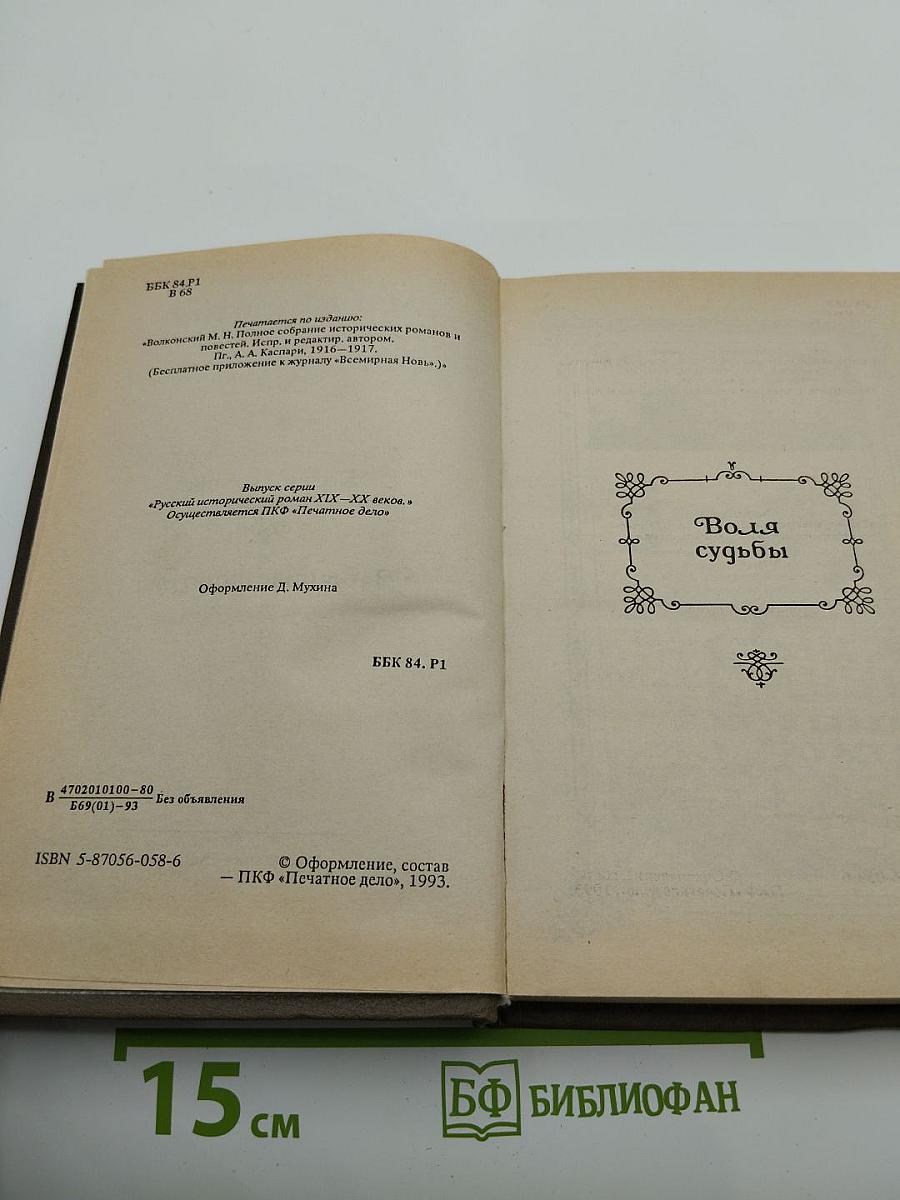 ББК 84.Р1
В 68
Печатается по изданию:
«Волконский М. Н. Полное собрание исторических романов и
повестей. Испр. и редактир. автором.
Пг., А. А. Каспари, 1916—1917.
(Бесплатное приложение к журналу «Всемирная Новь».)»
Выпуск серии
«Русский исторический роман XIX—XX веков.»
Осуществляется ПКФ «Печатное дело»
Оформление Д. Мухина
ББК 84. Р1
В 4702010100–80 Без объявления
Б69(01)–93
ISBN 5-87056-058-6
© Оформление, состав
— ПКФ «Печатное дело», 1993.
Воля
судьбы
15 см
БФ БИБЛИОФАН